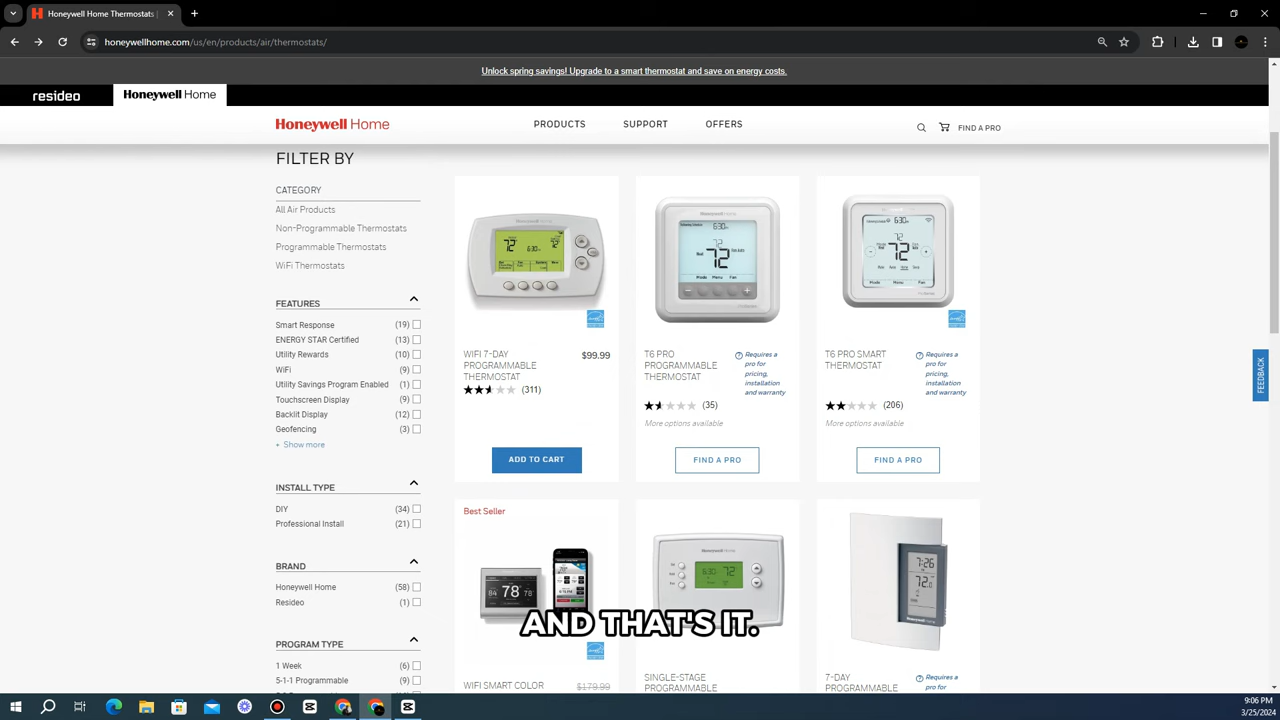 Honeywell Home Thermostats |
honeywellhome.com/us/en/products/air/thermostats/
Unlock spring savings! Upgrade to a smart thermostat and save on energy costs.
resideo
Honeywell Home
Honeywell Home
PRODUCTS
SUPPORT
OFFERS
FIND A PRO
FILTER BY
CATEGORY
All Air Products
Non-Programmable Thermostats
Programmable Thermostats
WiFi Thermostats
FEATURES
Smart Response (19)
ENERGY STAR Certified (13)
Utility Rewards (10)
WiFi (9)
Utility Savings Program Enabled (1)
Touchscreen Display (9)
Backlit Display (12)
Geofencing (3)
+ Show more
INSTALL TYPE
DIY (34)
Professional Install (21)
BRAND
Honeywell Home (58)
Resideo (1)
PROGRAM TYPE
1 Week (6)
5-1-1 Programmable (4)
WIFI 7-DAY
PROGRAMMABLE
THERMOSTAT
$99.99
(311)
ADD TO CART
T6 PRO
PROGRAMMABLE
THERMOSTAT
Requires a
pro for
pricing,
installation
and warranty
(35)
More options available
FIND A PRO
T6 PRO SMART
THERMOSTAT
Requires a
pro for
pricing,
installation
and warranty
(206)
More options available
FIND A PRO
Best Seller
AND THAT'S IT.
WIFI SMART COLOR
$179.99
SINGLE-STAGE
PROGRAMMABLE
7-DAY
PROGRAMMABLE
Requires a
pro for
FEEDBACK
9:06 PM
3/25/2024